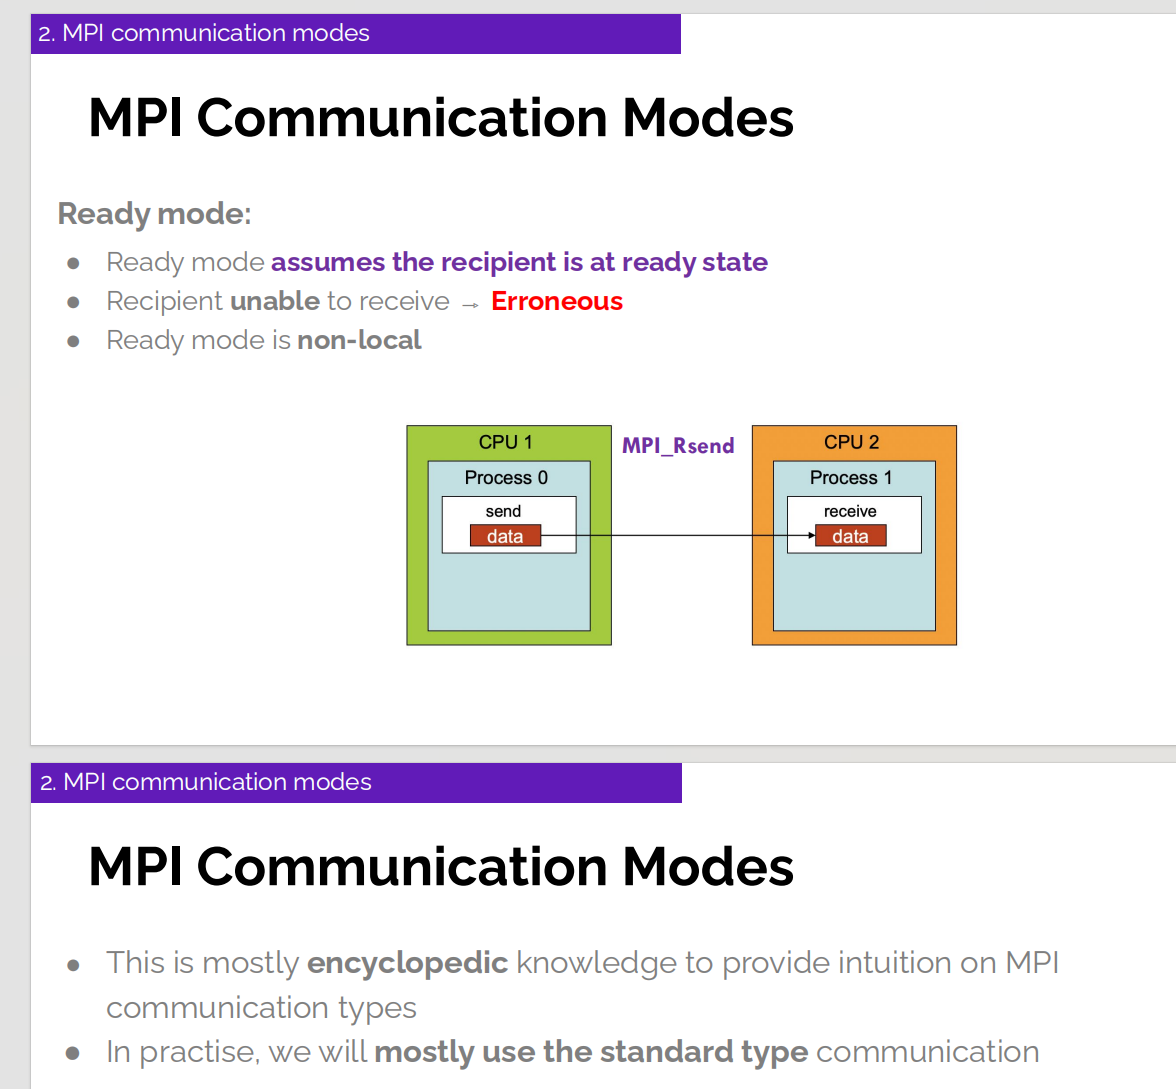 2. MPI communication modes
MPI Communication Modes
Ready mode:
● Ready mode assumes the recipient is at ready state
● Recipient unable to receive → Erroneous
● Ready mode is non-local
CPU 1
MPI_Rsend
CPU 2
Process 0
Process 1
send
receive
data
data
2. MPI communication modes
MPI Communication Modes
● This is mostly encyclopedic knowledge to provide intuition on MPI
communication types
● In practise, we will mostly use the standard type communication